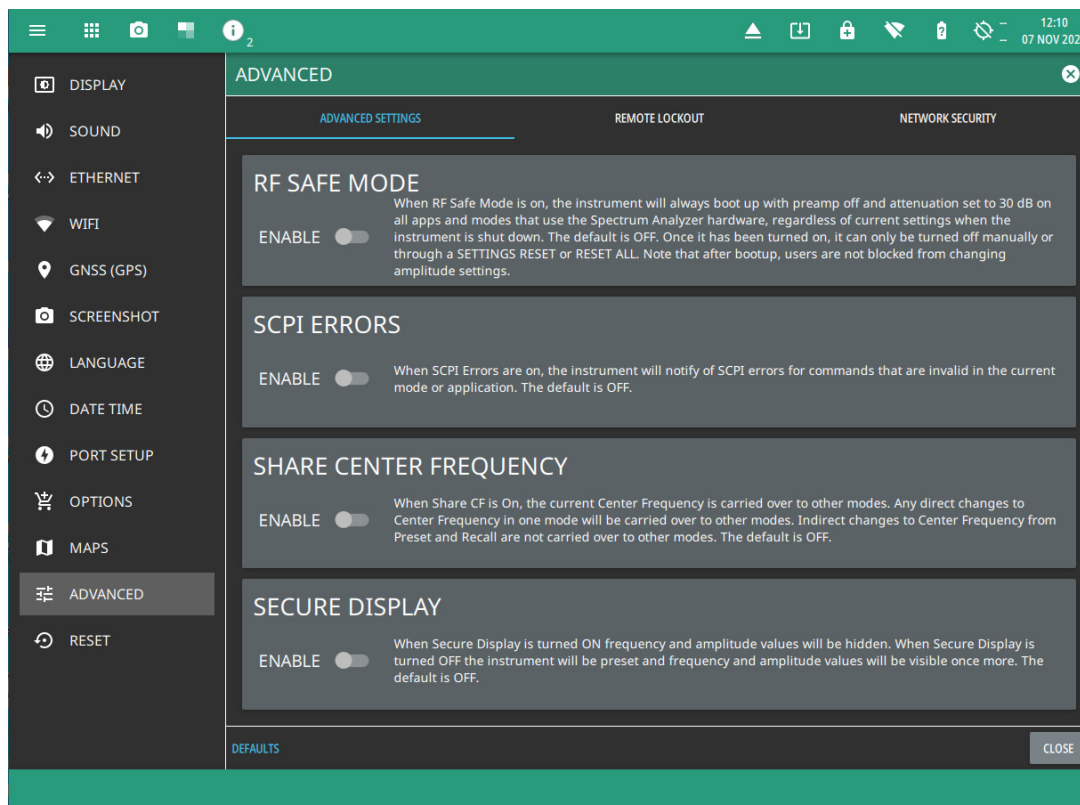 2
12:10
07 NOV 202
DISPLAY
SOUND
ETHERNET
WIFI
GNSS (GPS)
SCREENSHOT
LANGUAGE
DATE TIME
PORT SETUP
OPTIONS
MAPS
ADVANCED
RESET
ADVANCED
ADVANCED SETTINGS
REMOTE LOCKOUT
NETWORK SECURITY
RF SAFE MODE
ENABLE
When RF Safe Mode is on, the instrument will always boot up with preamp off and attenuation set to 30 dB on
all apps and modes that use the Spectrum Analyzer hardware, regardless of current settings when the
instrument is shut down. The default is OFF. Once it has been turned on, it can only be turned off manually or
through a SETTINGS RESET or RESET ALL. Note that after bootup, users are not blocked from changing
amplitude settings.
SCPI ERRORS
ENABLE
When SCPI Errors are on, the instrument will notify of SCPI errors for commands that are invalid in the current
mode or application. The default is OFF.
SHARE CENTER FREQUENCY
ENABLE
When Share CF is On, the current Center Frequency is carried over to other modes. Any direct changes to
Center Frequency in one mode will be carried over to other modes. Indirect changes to Center Frequency from
Preset and Recall are not carried over to other modes. The default is OFF.
SECURE DISPLAY
ENABLE
When Secure Display is turned ON frequency and amplitude values will be hidden. When Secure Display is
turned OFF the instrument will be preset and frequency and amplitude values will be visible once more. The
default is OFF.
DEFAULTS
CLOSE